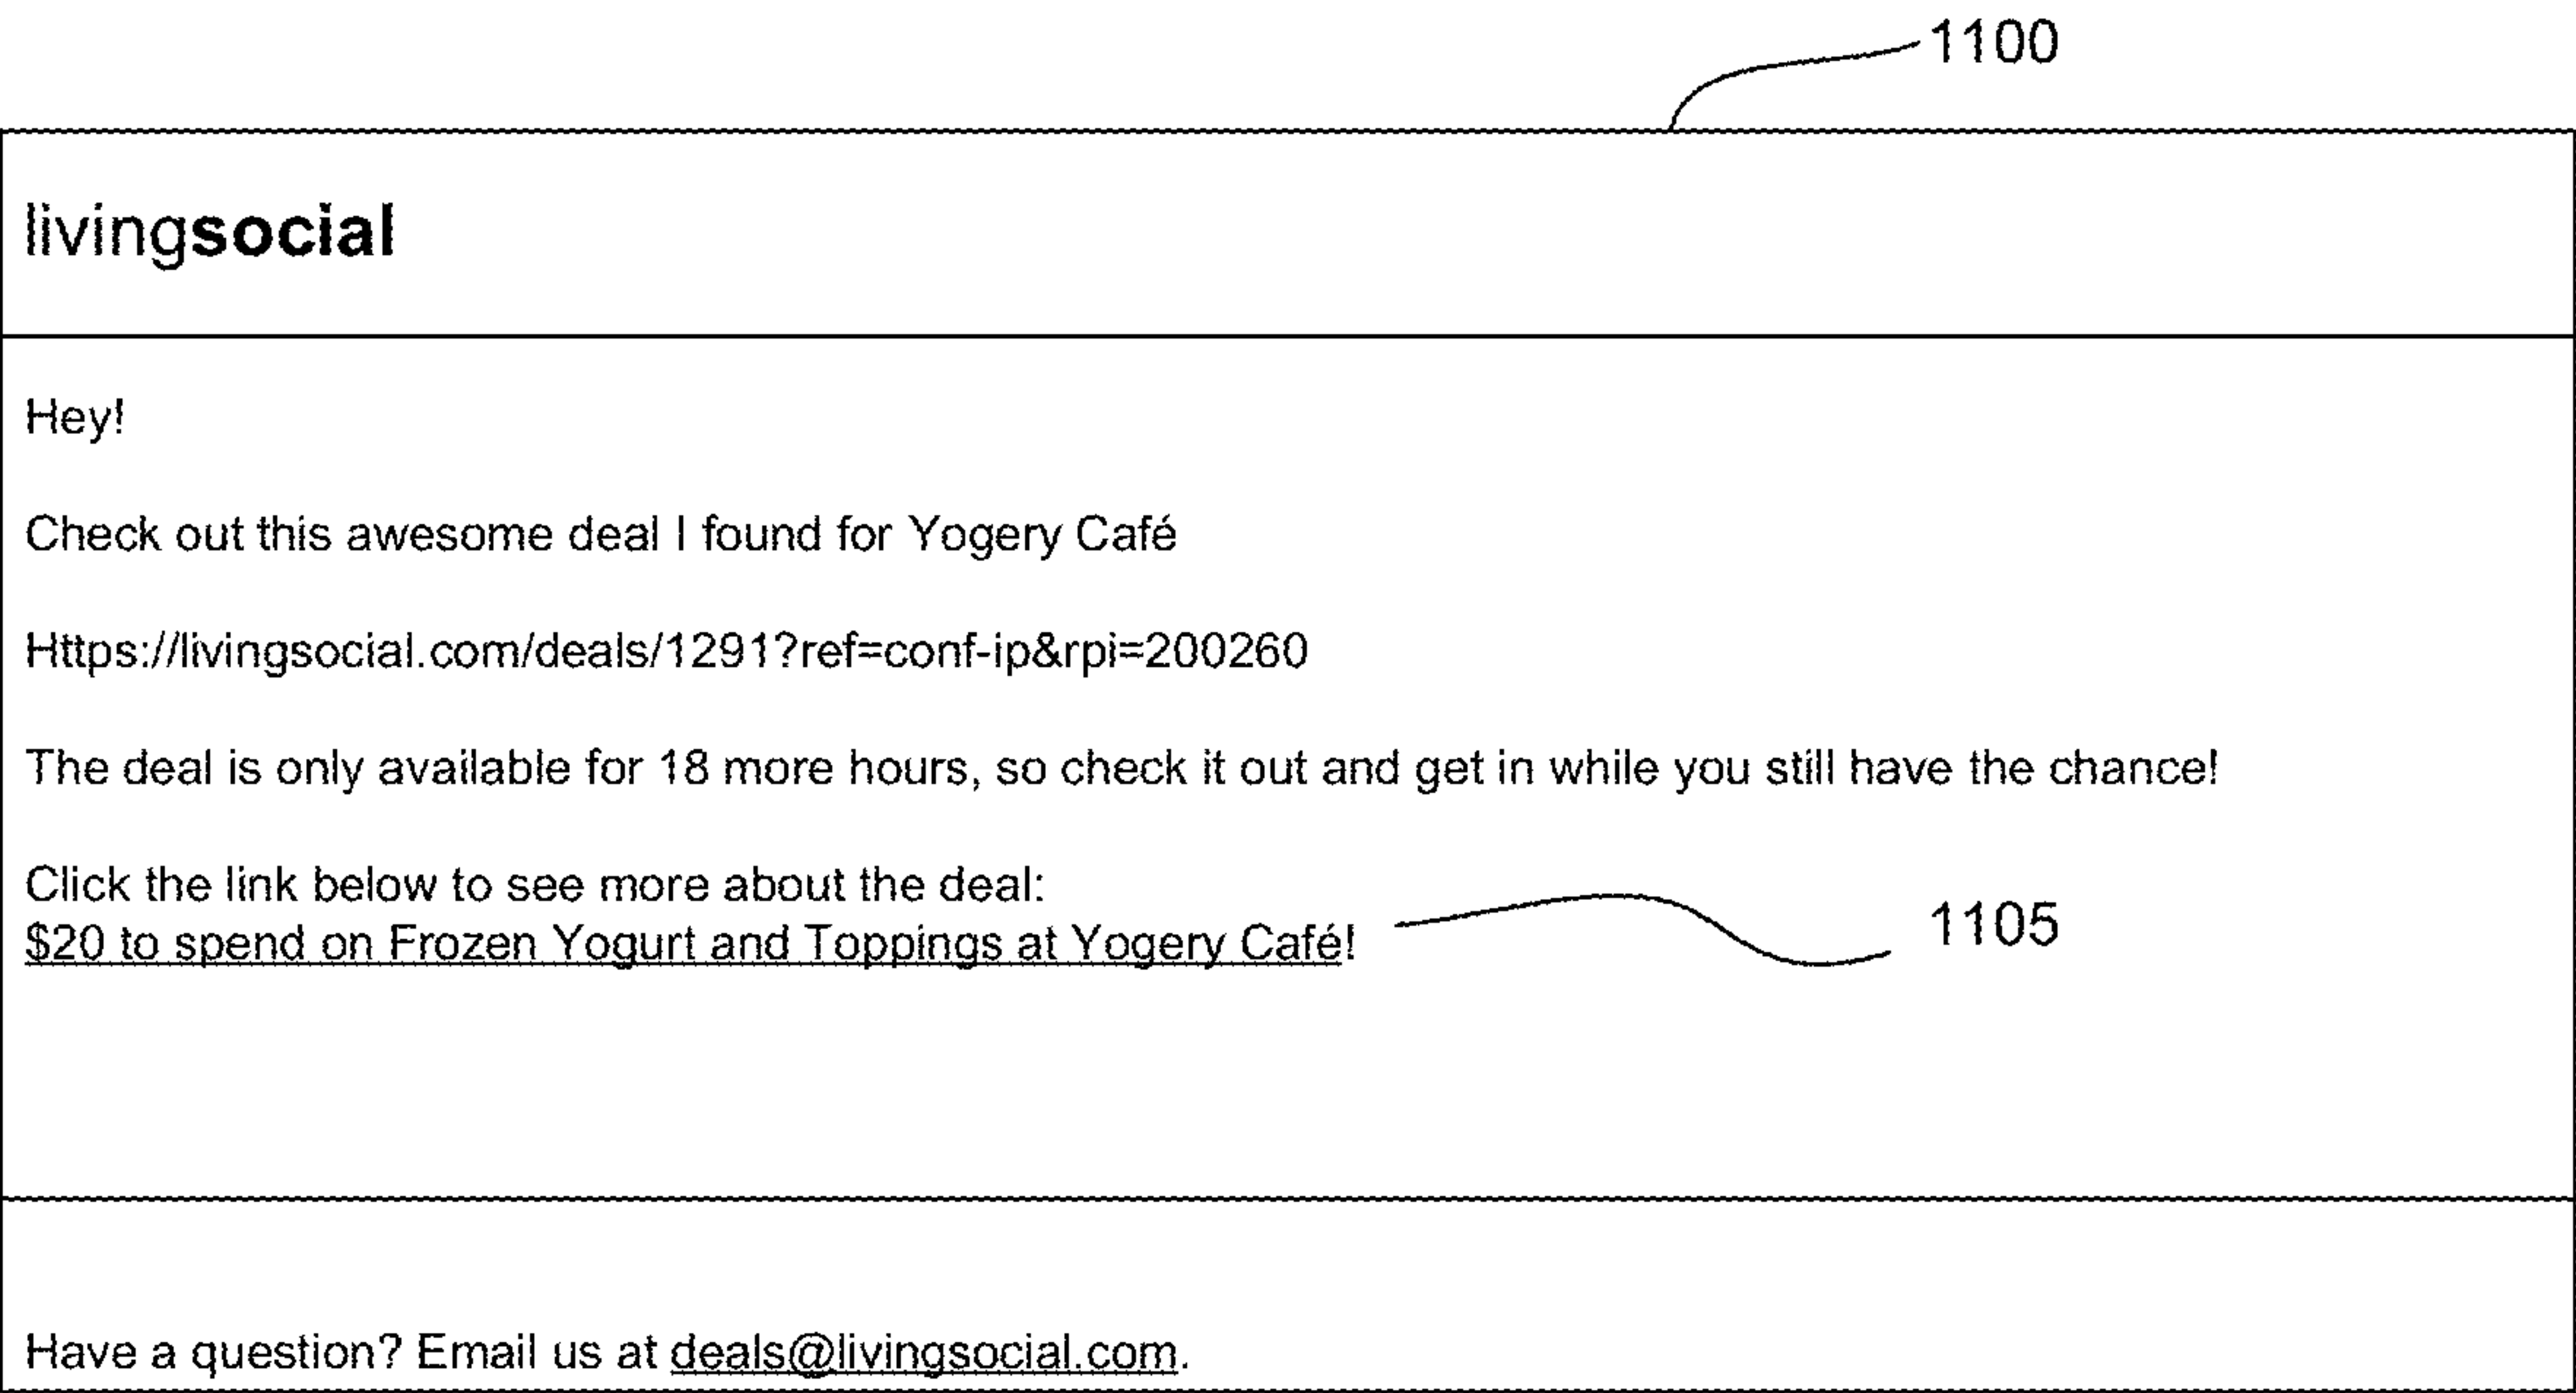 1100
livingsocial
Hey!
Check out this awesome deal I found for Yogery Café
Https://livingsocial.com/deals/1291?ref=conf-ip&rpi=200260
The deal is only available for 18 more hours, so check it out and get in while you still have the chance!
Click the link below to see more about the deal:
$20 to spend on Frozen Yogurt and Toppings at Yogery Café!
1105
Have a question? Email us at deals@livingsocial.com.